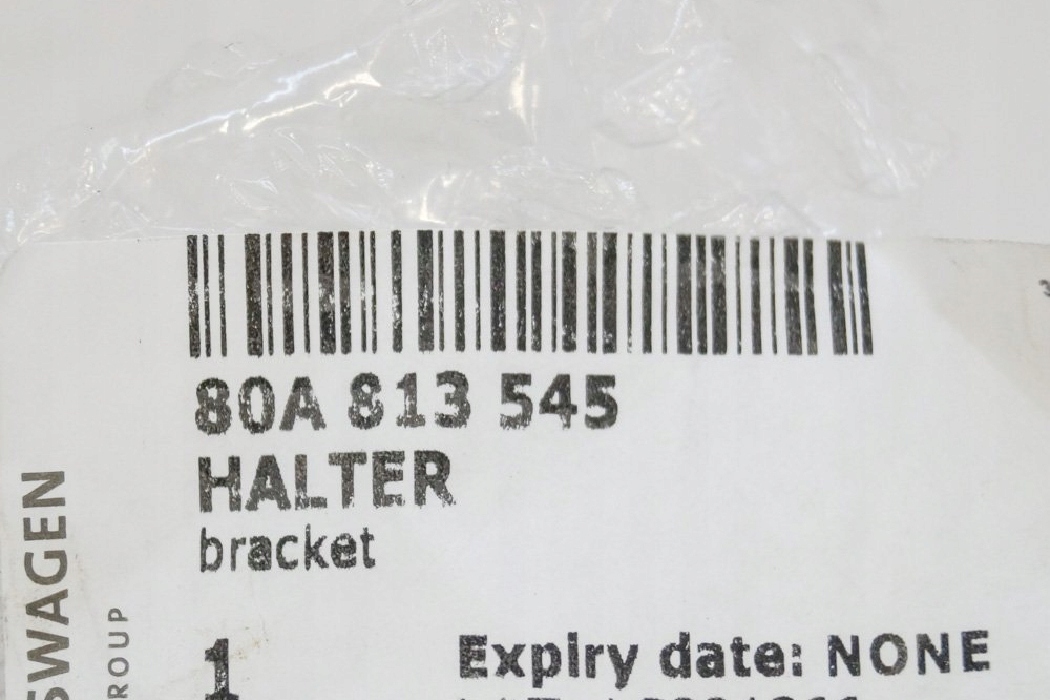 80A 813 545
HALTER
bracket
1
Expiry date: NONE
SWAGEN
ROUP